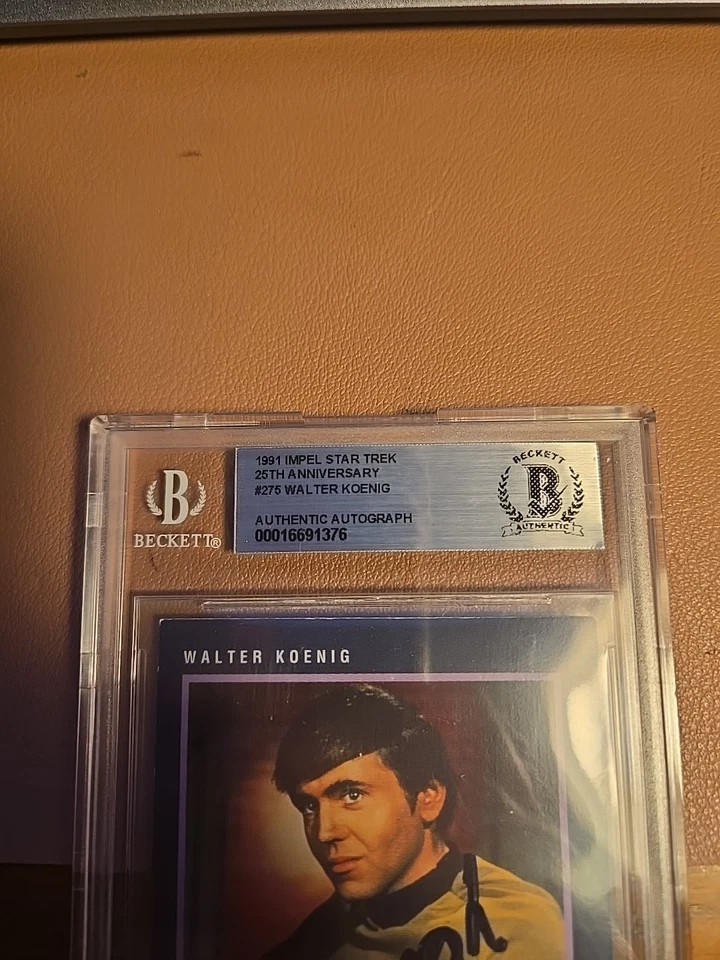 BECKETT®
1991 IMPEL STAR TREK
25TH ANNIVERSARY
#275 WALTER KOENIG
AUTHENTIC AUTOGRAPH
00016691376
BECKETT
B
AUTHENTIC
B
WALTER KOENIG